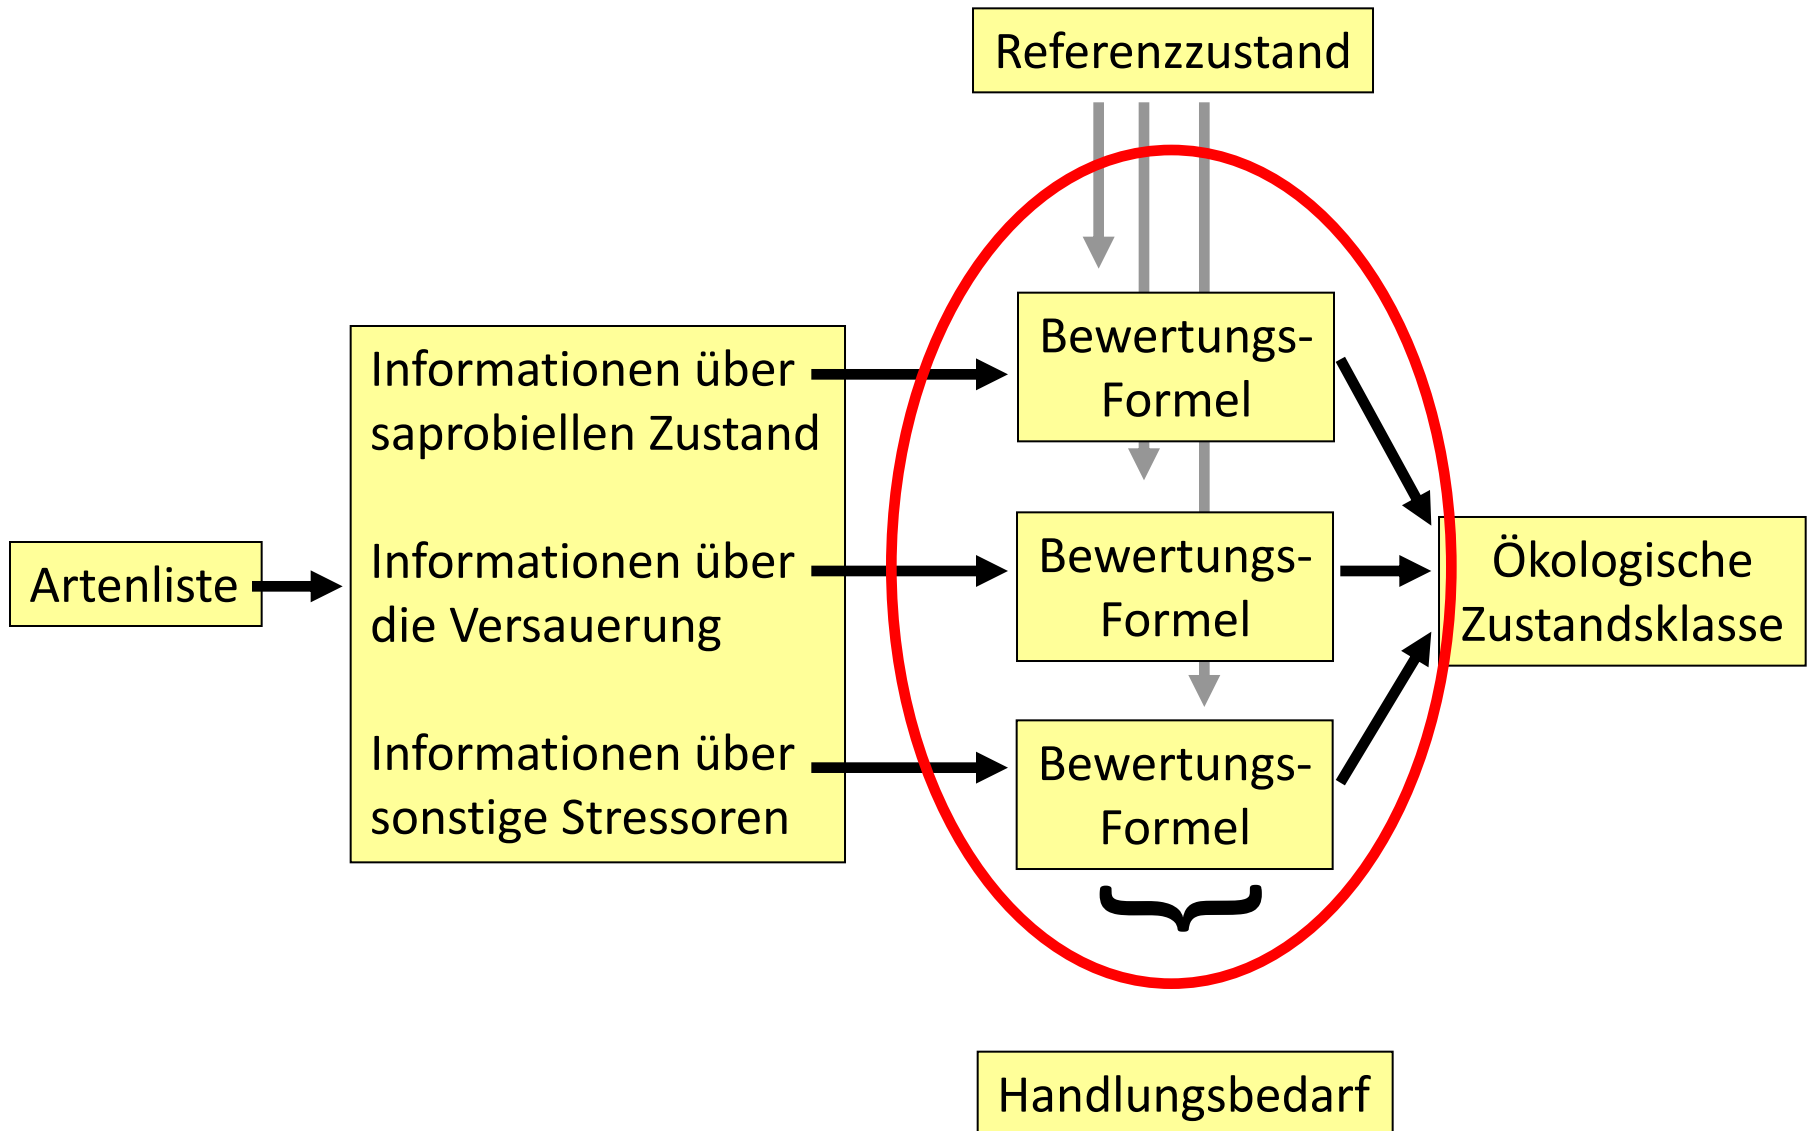 Referenzzustand
Artenliste
Informationen über
saprobiellen Zustand
Informationen über
die Versauerung
Informationen über
sonstige Stressoren
Bewertungs-
Formel
Bewertungs-
Formel
Bewertungs-
Formel
Ökologische
Zustandsklasse
Handlungsbedarf